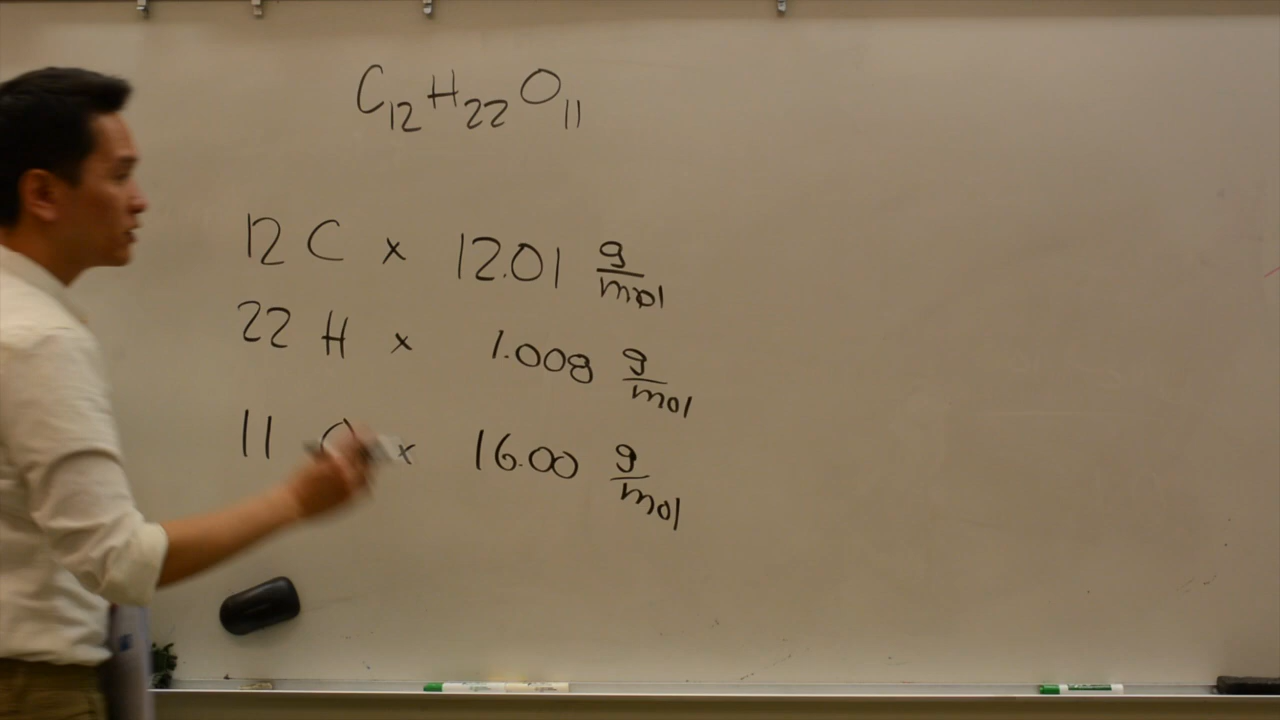 C₁₂H₂₂O₁₁
12 C x 12.01 g/mol
22 H x 1.008 g/mol
11 O x 16.00 g/mol